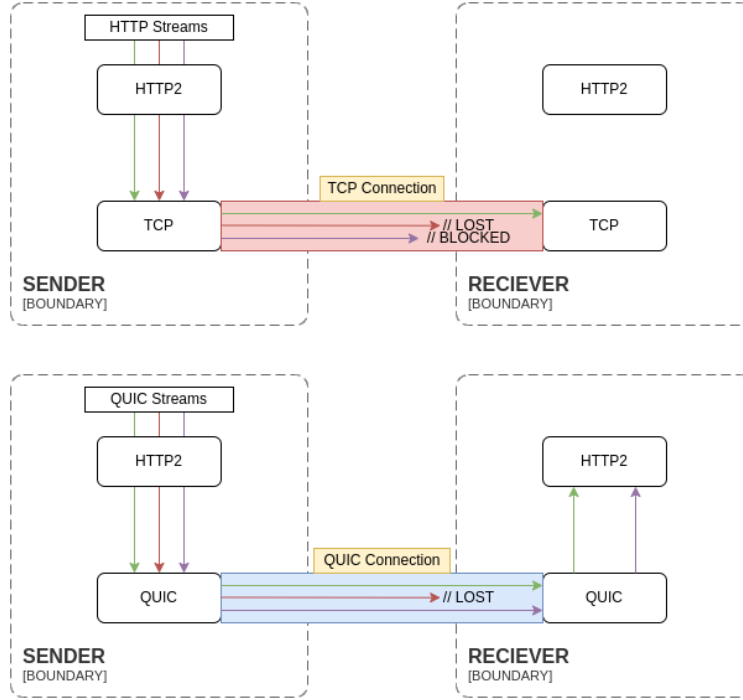 HTTP Streams
HTTP2
HTTP2
TCP Connection
TCP
// LOST
// BLOCKED
TCP
SENDER
[BOUNDARY]
RECIEVER
[BOUNDARY]
QUIC Streams
HTTP2
HTTP2
QUIC Connection
QUIC
// LOST
QUIC
SENDER
[BOUNDARY]
RECIEVER
[BOUNDARY]